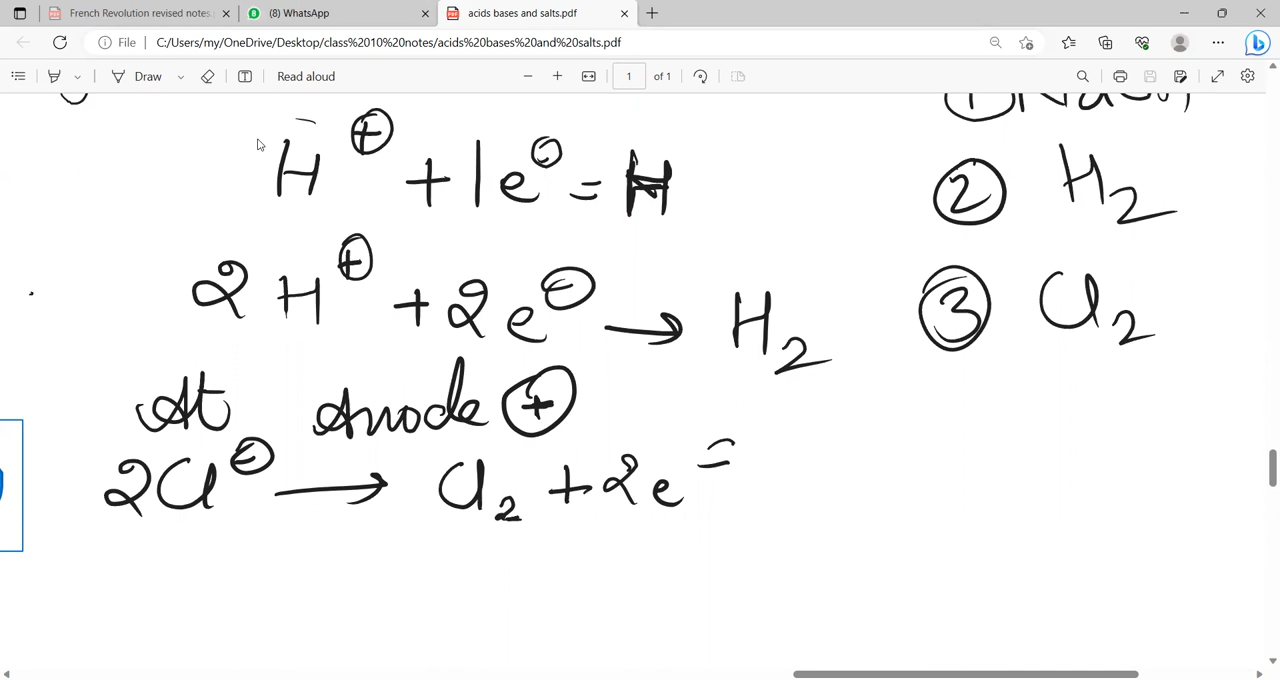 French Revolution revised notes
(8) WhatsApp
acids bases and salts.pdf
File C:/Users/my/OneDrive/Desktop/class%2010%20notes/acids%20bases%20and%20salts.pdf
Draw Read aloud 1 of 1
H⊕ + 1e⊖ = H
2H⊕ + 2e⊖ → H₂
At Anode ⊕
2Cl⊖ → Cl₂ + 2e⁻
② H₂
③ Cl₂